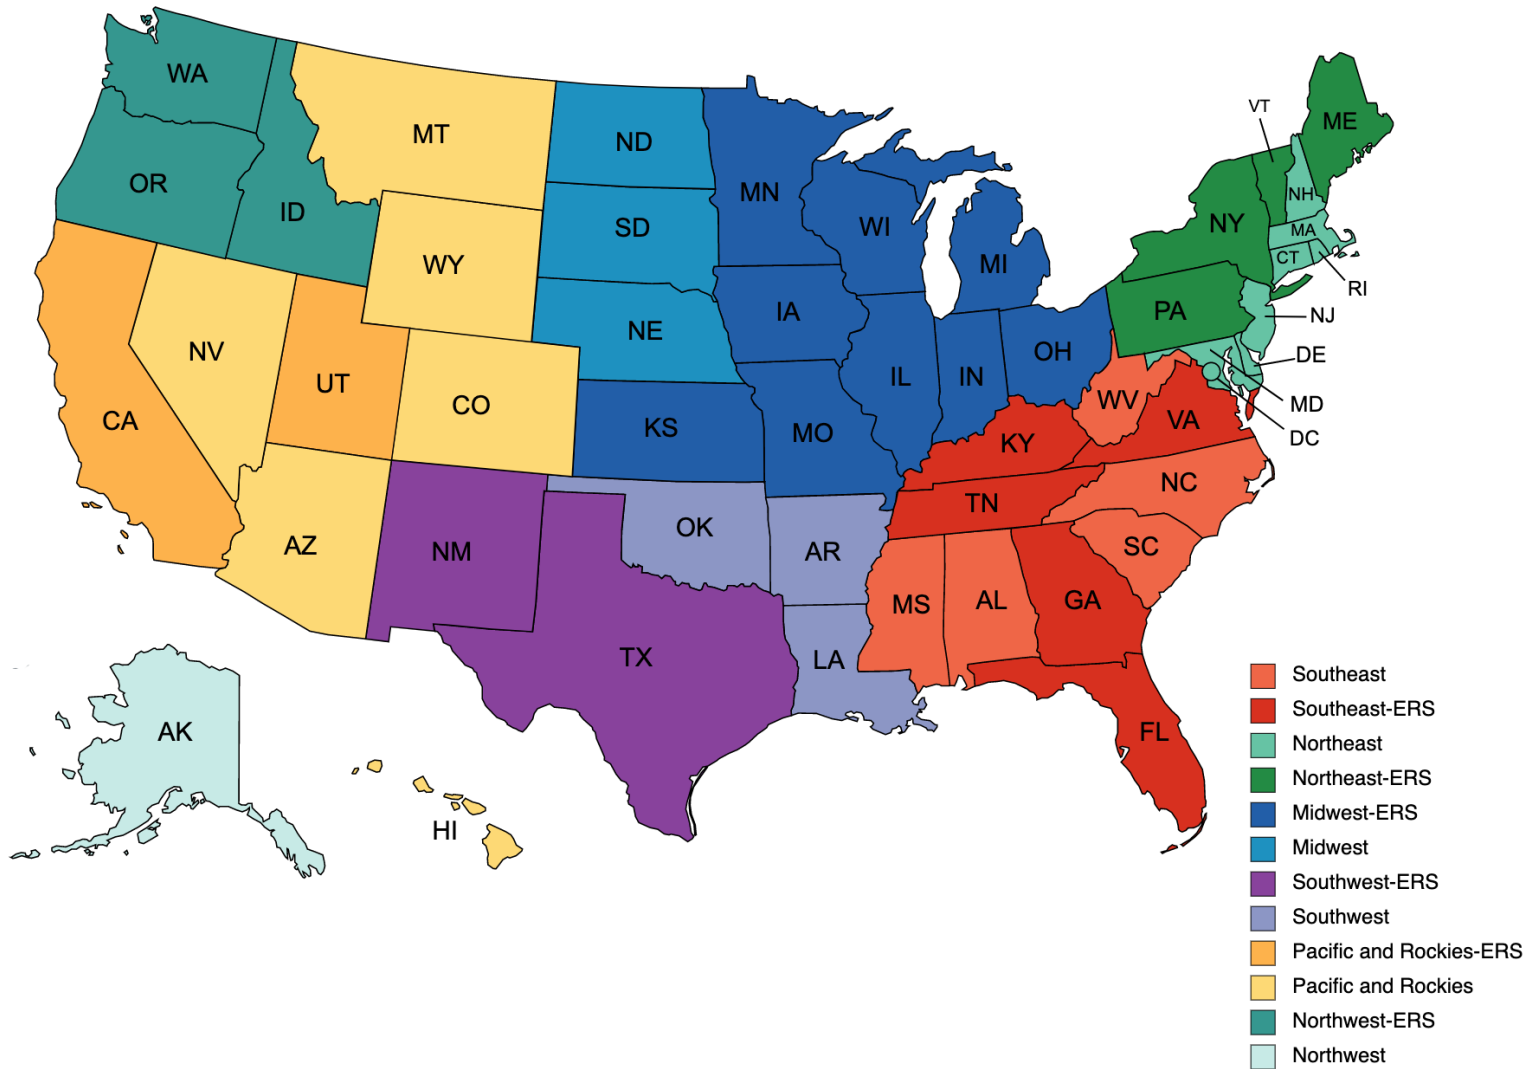 WA
OR
ID
MT
WY
NV
UT
CO
CA
AZ
NM
ND
SD
NE
KS
OK
TX
MN
IA
MO
AR
LA
WI
IL
MI
IN
OH
KY
TN
MS
AL
GA
FL
SC
NC
VA
WV
PA
NY
VT
ME
NH
MA
CT
RI
NJ
DE
MD
DC
AK
HI
Southeast
Southeast-ERS
Northeast
Northeast-ERS
Midwest-ERS
Midwest
Southwest-ERS
Southwest
Pacific and Rockies-ERS
Pacific and Rockies
Northwest-ERS
Northwest